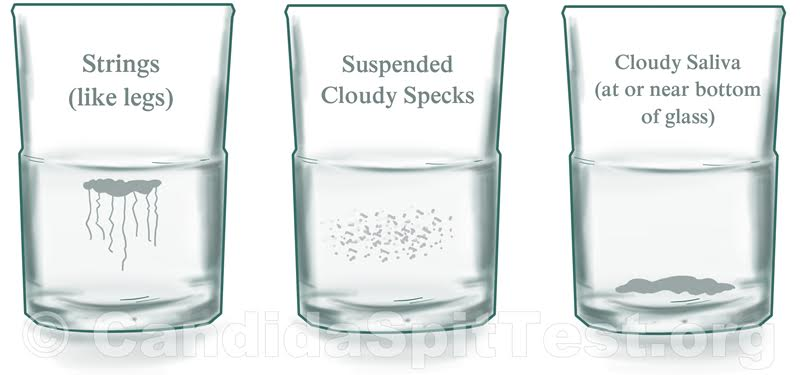 Strings
(like legs)
Suspended
Cloudy Specks
Cloudy Saliva
(at or near bottom
of glass)
© CandidaSpitTest.org